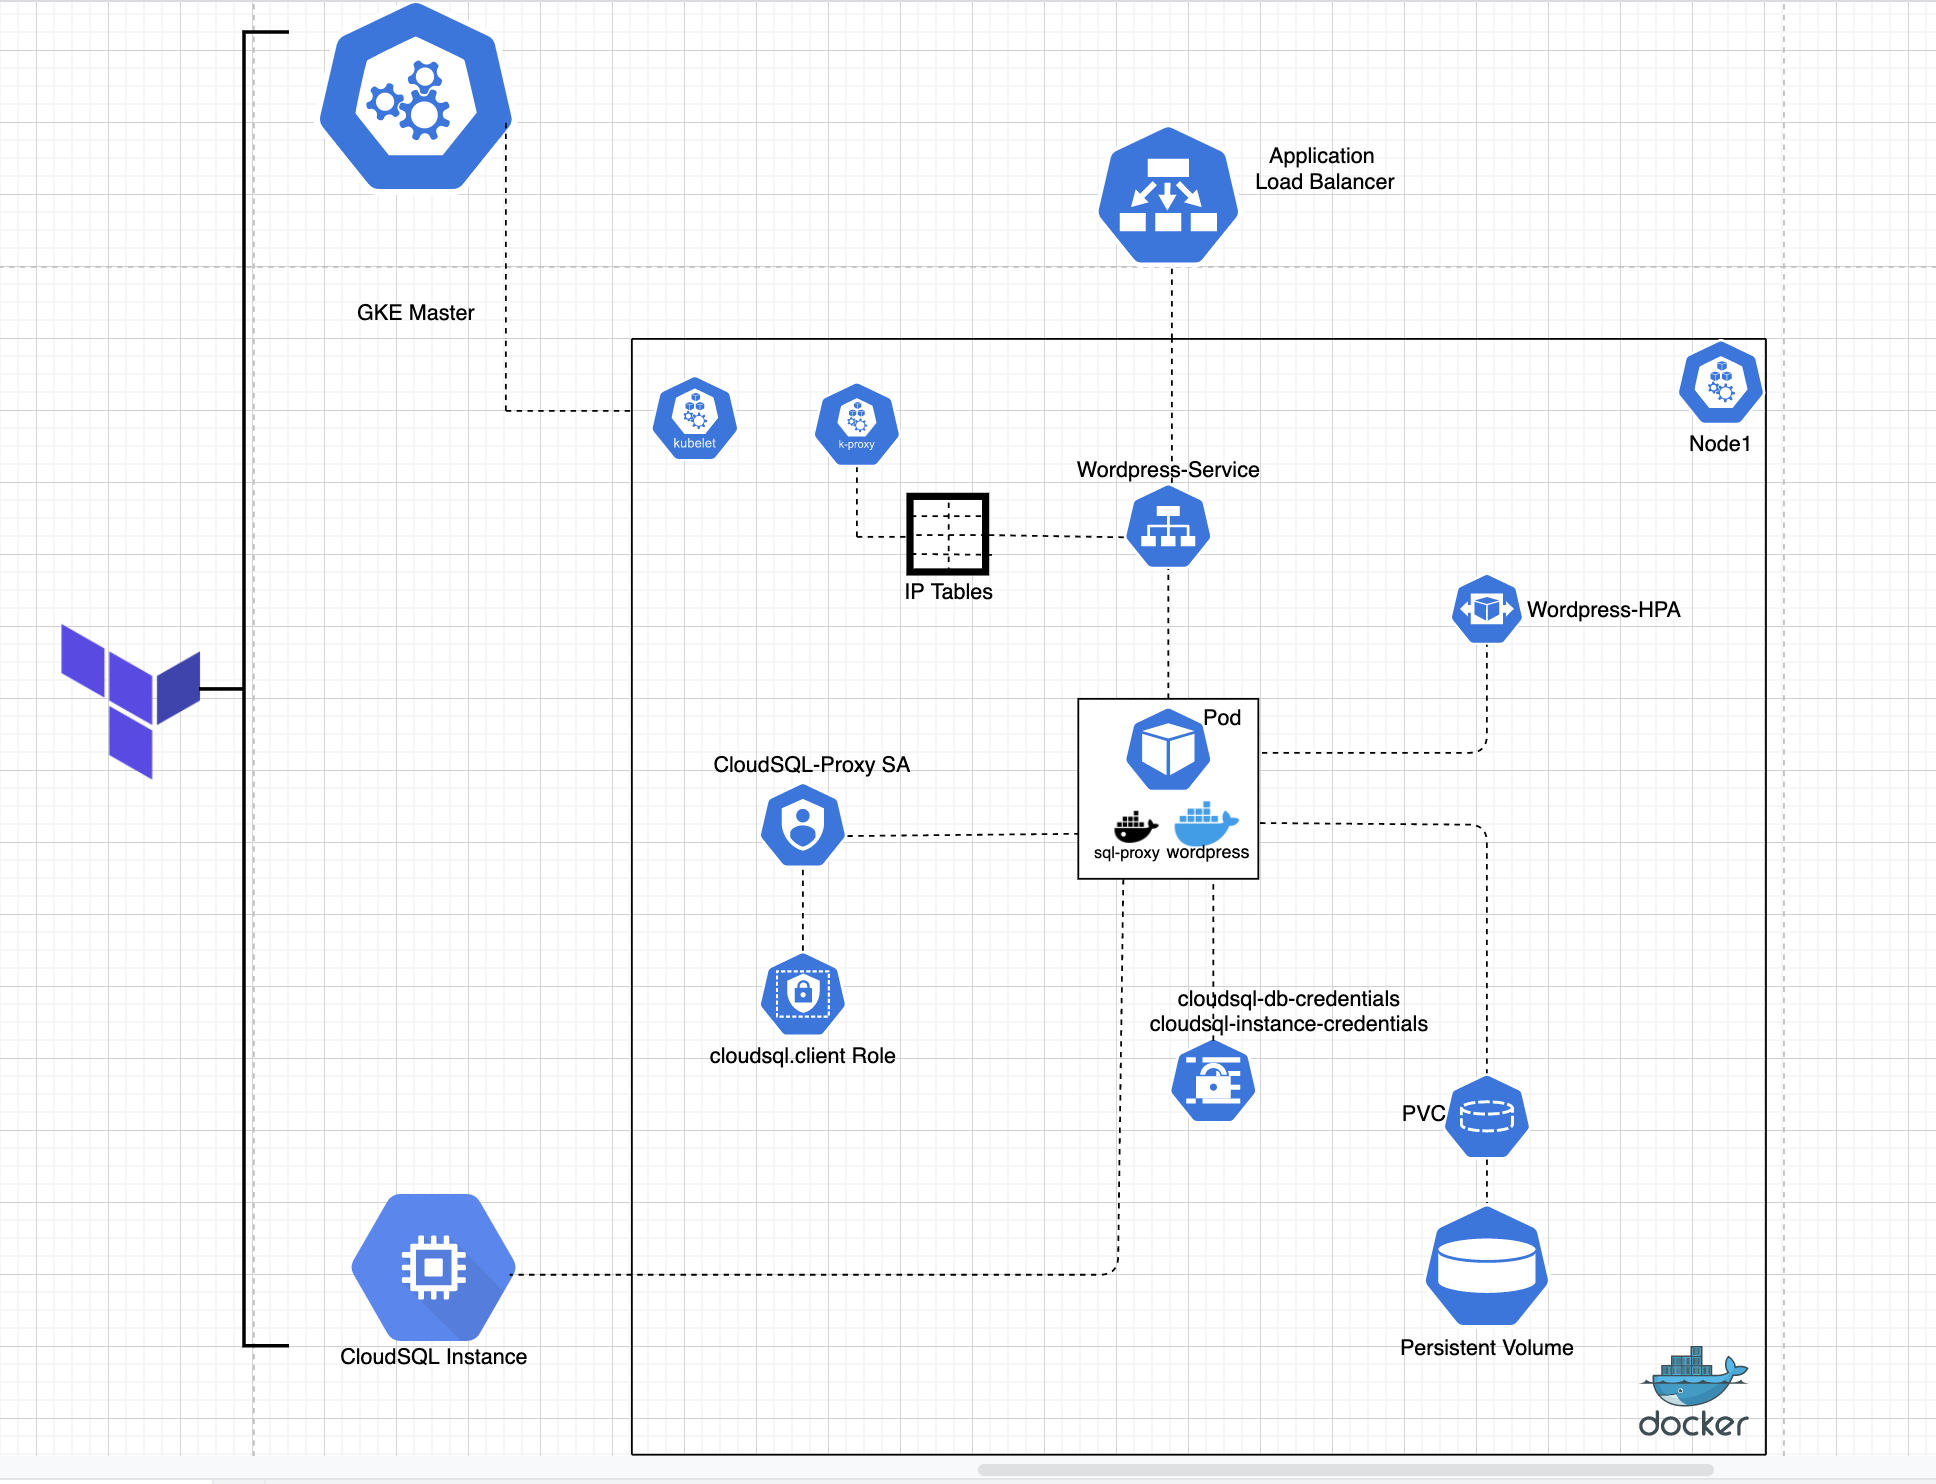 Application
Load Balancer
GKE Master
kubelet
k-proxy
Node1
Wordpress-Service
IP Tables
Wordpress-HPA
Pod
CloudSQL-Proxy SA
sql-proxy
wordpress
cloudsql-db-credentials
cloudsql-instance-credentials
cloudsql.client Role
PVC
Persistent Volume
CloudSQL Instance
docker